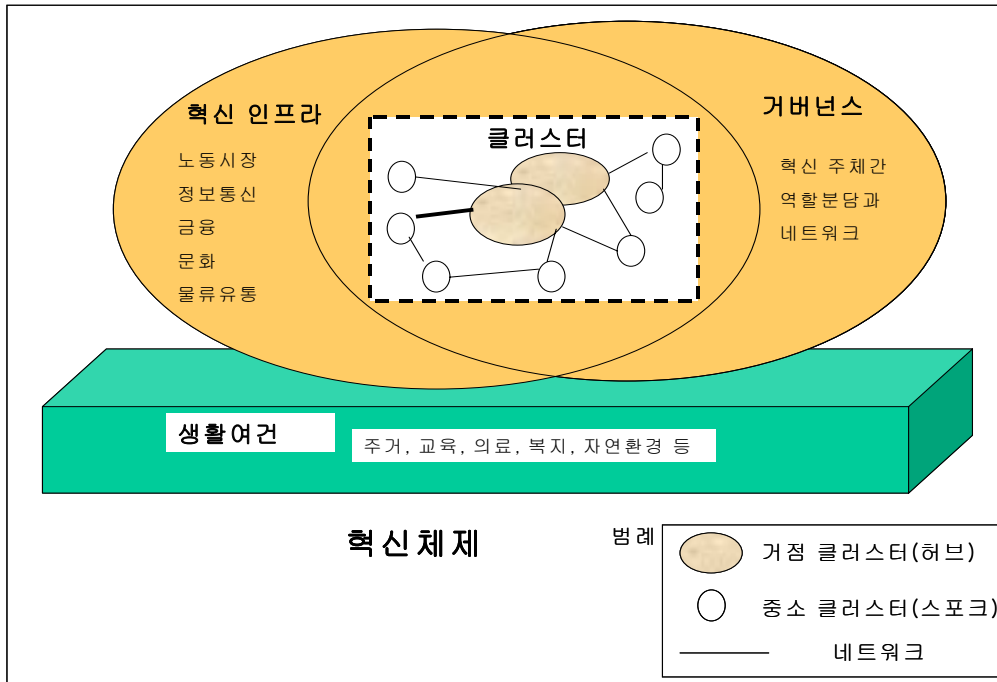 혁신 인프라
노동시장
정보통신
금융
문화
물류유통
클러스터
거버넌스
혁신 주체간
역할분담과
네트워크
생활여건
주거, 교육, 의료, 복지, 자연환경 등
혁신체제
범례
거점 클러스터(허브)
중소 클러스터(스포크)
네트워크